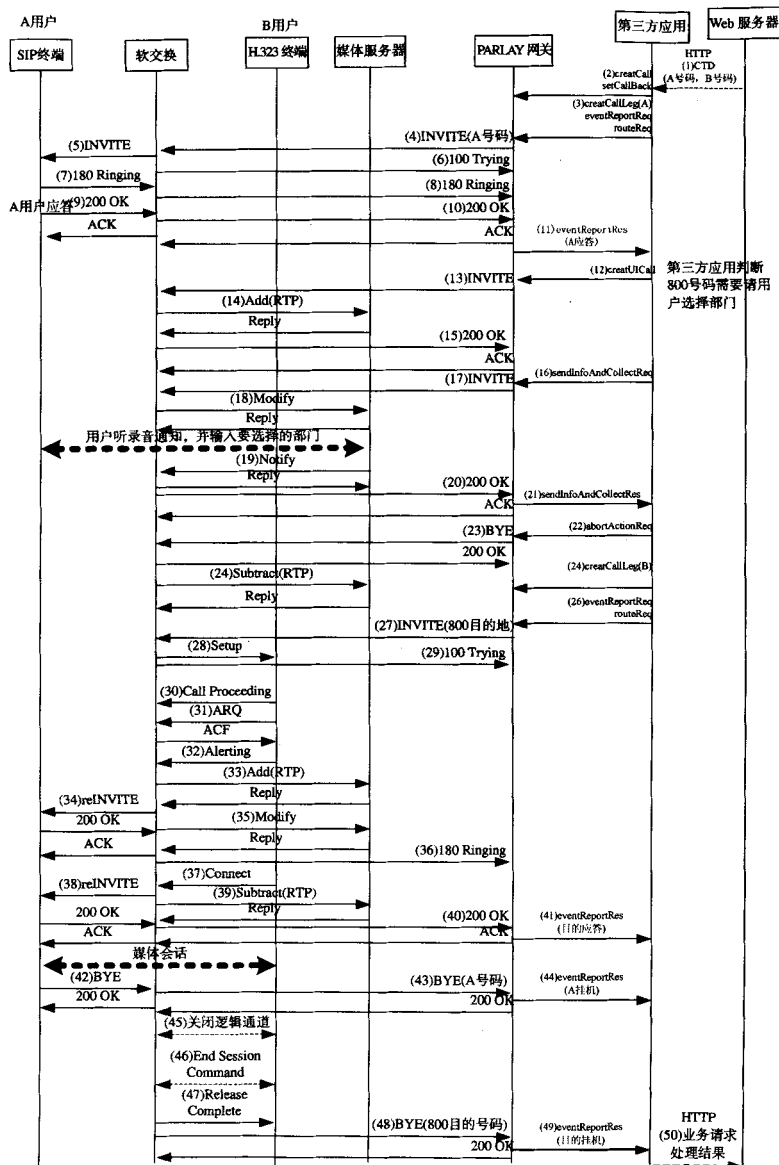 A用户
B用户
SIP终端
软交换
H.323 终端
媒体服务器
PARLAY 网关
第三方应用
Web 服务器
HTTP
(1)CTD
(A号码，B号码)
(2)creatCall
setCallBack
(3)creatCallLeg(A)
eventReportReq
routeReq
(4)INVITE(A号码)
(5)INVITE
(6)100 Trying
(7)180 Ringing
(8)180 Ringing
A用户应答
(9)200 OK
(10)200 OK
ACK
ACK
(11)eventReportRes
(A应答)
(12)creatUICall
第三方应用判断
800号码需要请用
户选择部门
(13)INVITE
(14)Add(RTP)
Reply
(15)200 OK
ACK
(16)sendInfoAndCollectReq
(17)INVITE
(18)Modify
Reply
用户听录音通知，并输入要选择的部门
(19)Notify
Reply
(20)200 OK
(21)sendInfoAndCollectRes
ACK
(22)abortActionReq
(23)BYE
200 OK
(24)Subtract(RTP)
(24)creatCallLeg(B)
Reply
(26)eventReportReq
routeReq
(27)INVITE(800目的地)
(28)Setup
(29)100 Trying
(30)Call Proceeding
(31)ARQ
ACF
(32)Alerting
(33)Add(RTP)
Reply
(34)reINVITE
200 OK
(35)Modify
Reply
ACK
(36)180 Ringing
(37)Connect
(38)reINVITE
(39)Subtract(RTP)
Reply
200 OK
(40)200 OK
(41)eventReportRes
(目的应答)
ACK
ACK
媒体会话
(42)BYE
(43)BYE(A号码)
(44)eventReportRes
(A挂机)
200 OK
200 OK
(45)关闭逻辑通道
(46)End Session
Command
(47)Release
Complete
(48)BYE(800目的号码)
(49)eventReportRes
(目的挂机)
200 OK
HTTP
(50)业务请求
处理结果